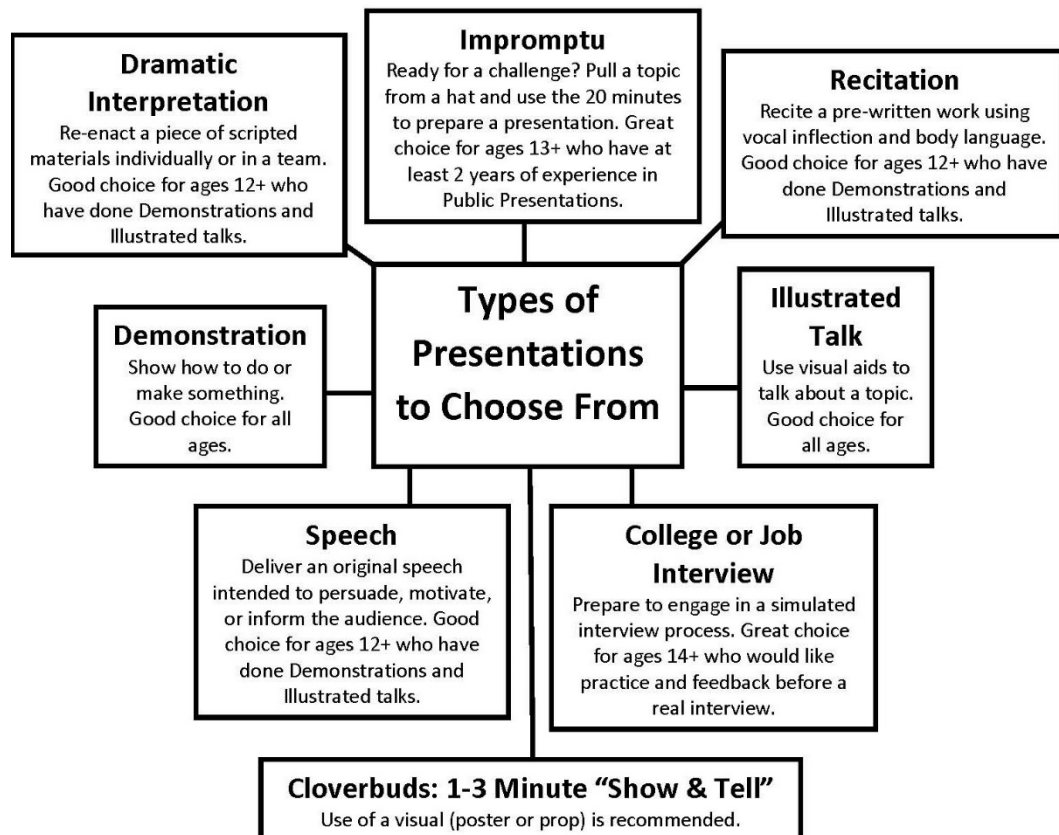 Dramatic
Interpretation
Re-enact a piece of scripted
materials individually or in a team.
Good choice for ages 12+ who
have done Demonstrations and
Illustrated talks.
Impromptu
Ready for a challenge? Pull a topic
from a hat and use the 20 minutes
to prepare a presentation. Great
choice for ages 13+ who have at
least 2 years of experience in
Public Presentations.
Recitation
Recite a pre-written work using
vocal inflection and body language.
Good choice for ages 12+ who have
done Demonstrations and
Illustrated talks.
Demonstration
Show how to do or
make something.
Good choice for all
ages.
Types of
Presentations
to Choose From
Illustrated
Talk
Use visual aids to
talk about a topic.
Good choice for
all ages.
Speech
Deliver an original speech
intended to persuade, motivate,
or inform the audience. Good
choice for ages 12+ who have
done Demonstrations and
Illustrated talks.
College or Job
Interview
Prepare to engage in a simulated
interview process. Great choice
for ages 14+ who would like
practice and feedback before a
real interview.
Cloverbuds: 1-3 Minute “Show & Tell”
Use of a visual (poster or prop) is recommended.